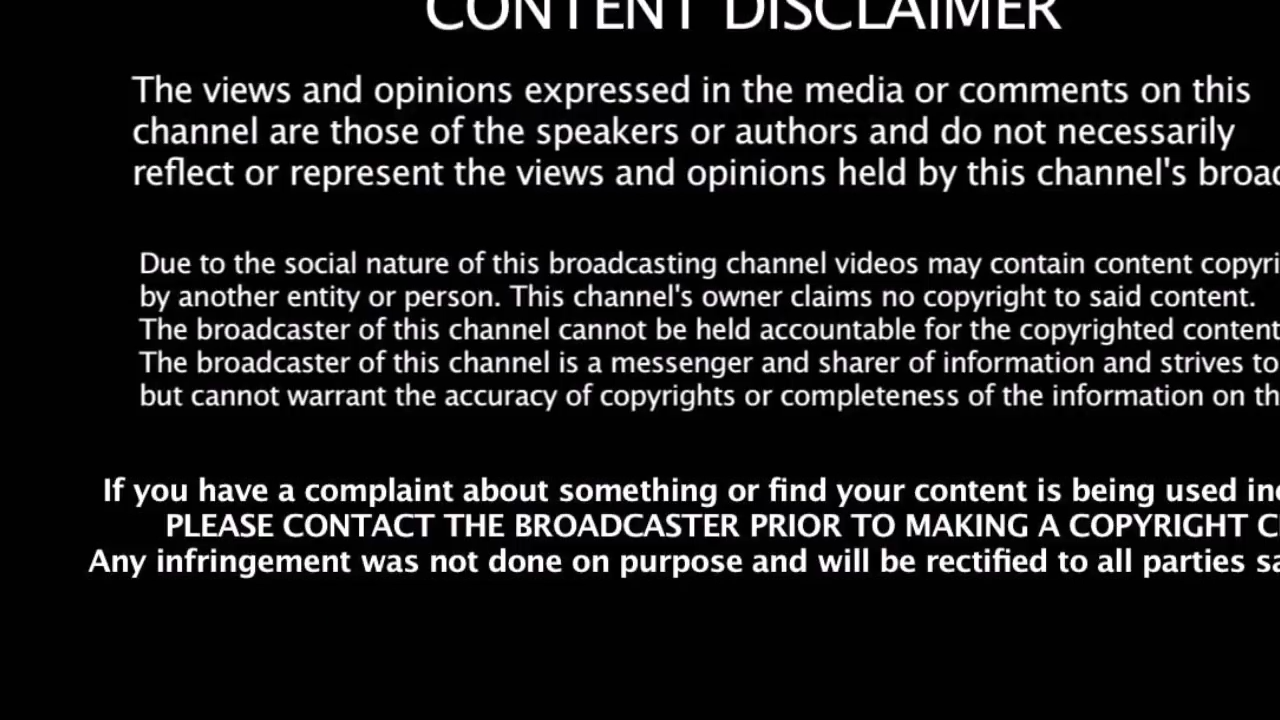 CONTENT DISCLAIMER
The views and opinions expressed in the media or comments on this
channel are those of the speakers or authors and do not necessarily
reflect or represent the views and opinions held by this channel's
Due to the social nature of this broadcasting channel videos may contain content
by another entity or person. This channel's owner claims no copyright to said content.
The broadcaster of this channel cannot be held accountable for the copyrighted content
The broadcaster of this channel is a messenger and sharer of information and strives to
but cannot warrant the accuracy of copyrights or completeness of the information on
If you have a complaint about something or find your content is being used
PLEASE CONTACT THE BROADCASTER PRIOR TO MAKING A COPYRIGHT
Any infringement was not done on purpose and will be rectified to all parties